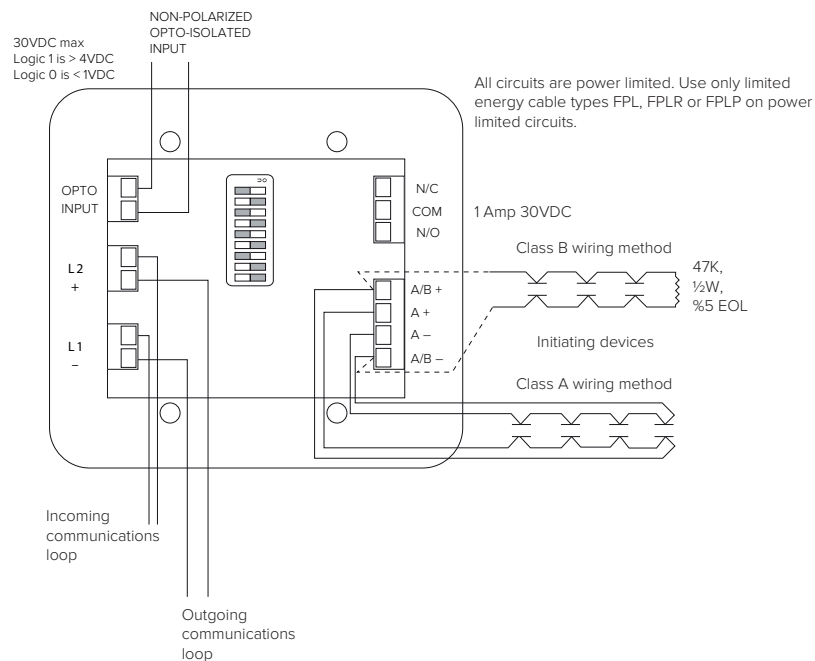 NON-POLARIZED
OPTO-ISOLATED
INPUT
30VDC max
Logic 1 is > 4VDC
Logic 0 is < 1VDC
All circuits are power limited. Use only limited
energy cable types FPL, FPLR or FPLP on power
limited circuits.
OPTO
INPUT
L2
+
L1
–
N/C
COM
N/O
1 Amp 30VDC
Class B wiring method
47K,
½W,
%5 EOL
A/B +
A +
A –
A/B –
Initiating devices
Class A wiring method
Incoming
communications
loop
Outgoing
communications
loop